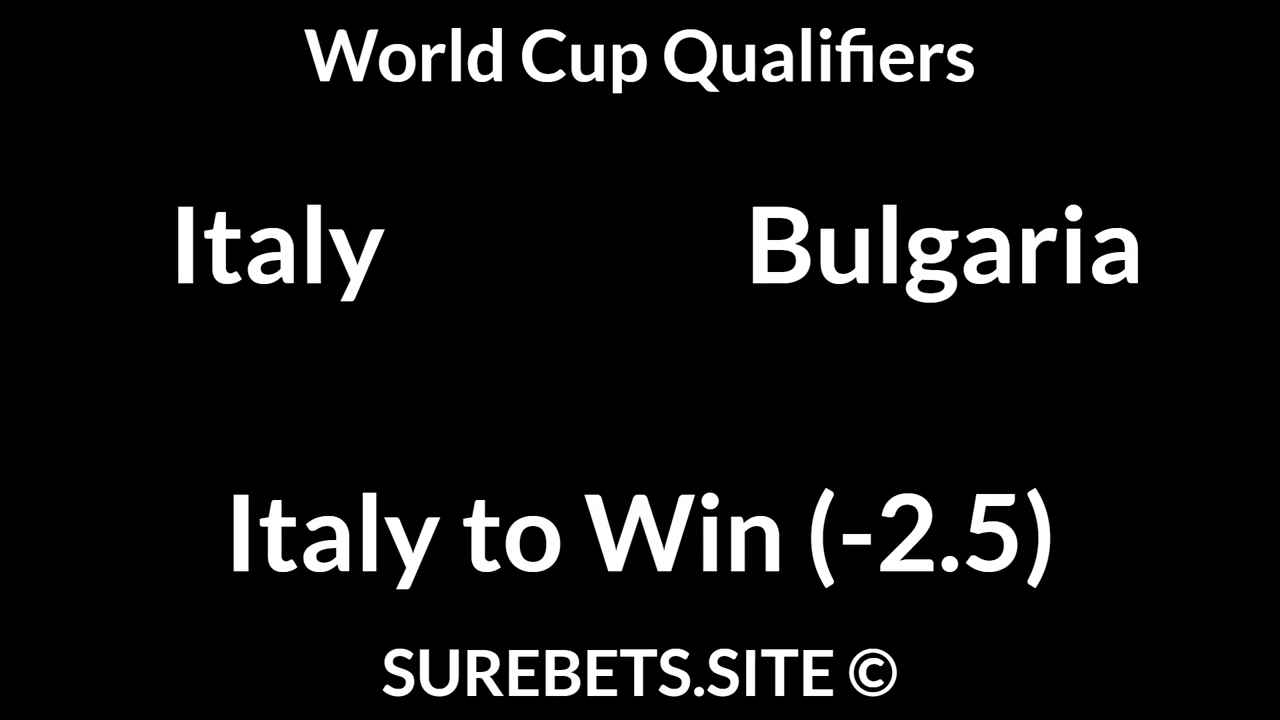 World Cup Qualifiers
Italy Bulgaria
Italy to Win (-2.5)
SUREBETS.SITE ©